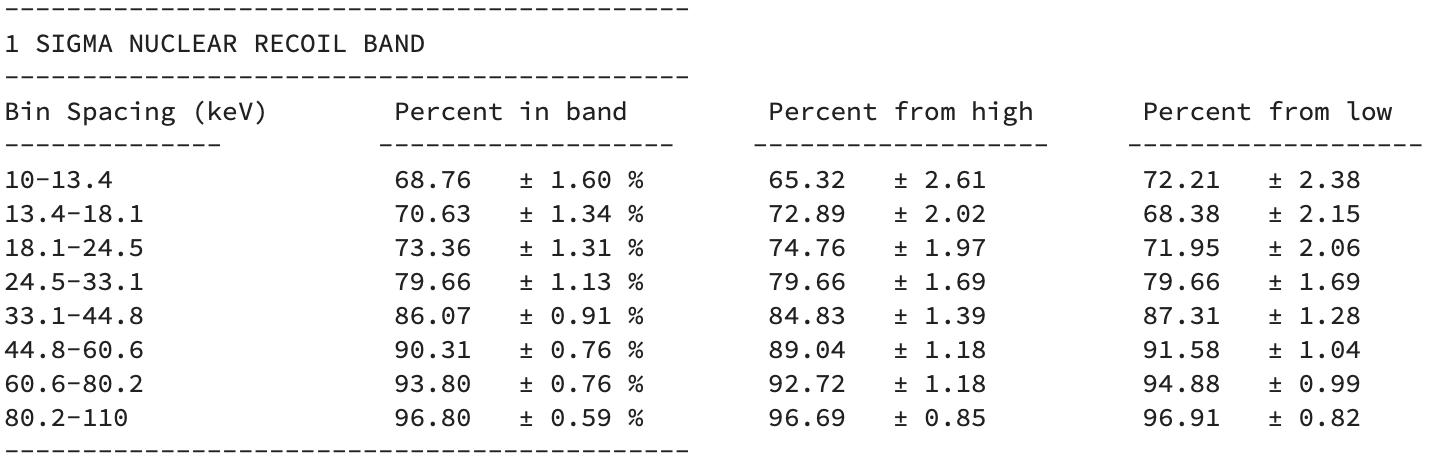 --------------------------------------------
1 SIGMA NUCLEAR RECOIL BAND
--------------------------------------------
Bin Spacing (keV)        Percent in band         Percent from high       Percent from low
--------------          -------------------     -------------------     -------------------
10-13.4                  68.76   ± 1.60 %        65.32   ± 2.61          72.21   ± 2.38
13.4-18.1                70.63   ± 1.34 %        72.89   ± 2.02          68.38   ± 2.15
18.1-24.5                73.36   ± 1.31 %        74.76   ± 1.97          71.95   ± 2.06
24.5-33.1                79.66   ± 1.13 %        79.66   ± 1.69          79.66   ± 1.69
33.1-44.8                86.07   ± 0.91 %        84.83   ± 1.39          87.31   ± 1.28
44.8-60.6                90.31   ± 0.76 %        89.04   ± 1.18          91.58   ± 1.04
60.6-80.2                93.80   ± 0.76 %        92.72   ± 1.18          94.88   ± 0.99
80.2-110                 96.80   ± 0.59 %        96.69   ± 0.85          96.91   ± 0.82
--------------------------------------------